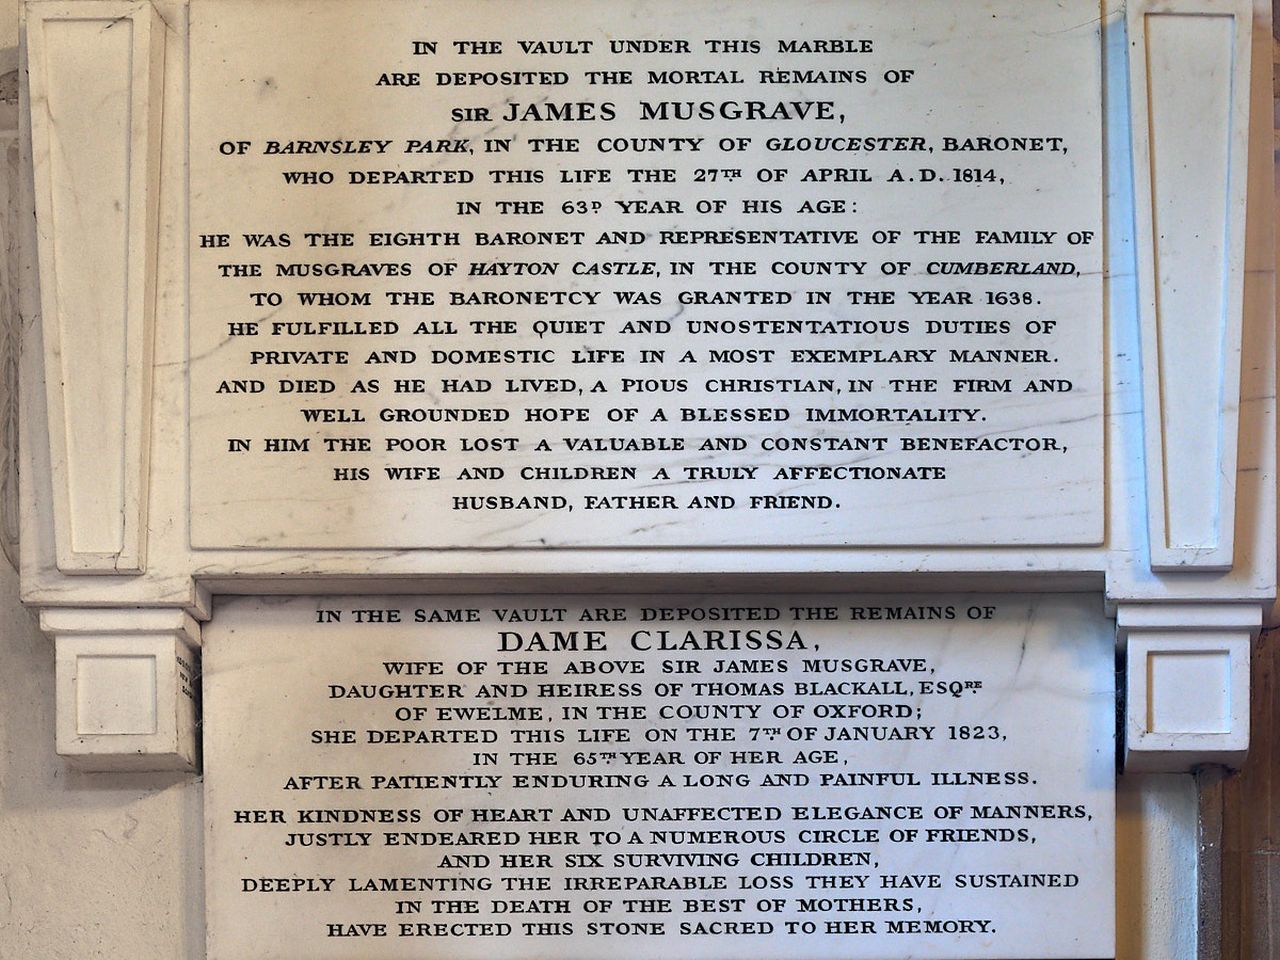 IN THE VAULT UNDER THIS MARBLE
ARE DEPOSITED THE MORTAL REMAINS OF
SIR JAMES MUSGRAVE,
OF BARNSLEY PARK, IN THE COUNTY OF GLOUCESTER, BARONET,
WHO DEPARTED THIS LIFE THE 27TH OF APRIL A.D. 1814,
IN THE 63D YEAR OF HIS AGE:
HE WAS THE EIGHTH BARONET AND REPRESENTATIVE OF THE FAMILY OF
THE MUSGRAVES OF HAYTON CASTLE, IN THE COUNTY OF CUMBERLAND,
TO WHOM THE BARONETCY WAS GRANTED IN THE YEAR 1638.
HE FULFILLED ALL THE QUIET AND UNOSTENTATIOUS DUTIES OF
PRIVATE AND DOMESTIC LIFE IN A MOST EXEMPLARY MANNER.
AND DIED AS HE HAD LIVED, A PIOUS CHRISTIAN, IN THE FIRM AND
WELL GROUNDED HOPE OF A BLESSED IMMORTALITY.
IN HIM THE POOR LOST A VALUABLE AND CONSTANT BENEFACTOR,
HIS WIFE AND CHILDREN A TRULY AFFECTIONATE
HUSBAND, FATHER AND FRIEND.
IN THE SAME VAULT ARE DEPOSITED THE REMAINS OF
DAME CLARISSA,
WIFE OF THE ABOVE SIR JAMES MUSGRAVE,
DAUGHTER AND HEIRESS OF THOMAS BLACKALL, ESQRE
OF EWELME, IN THE COUNTY OF OXFORD;
SHE DEPARTED THIS LIFE ON THE 7TH OF JANUARY 1823,
IN THE 65TH YEAR OF HER AGE,
AFTER PATIENTLY ENDURING A LONG AND PAINFUL ILLNESS.
HER KINDNESS OF HEART AND UNAFFECTED ELEGANCE OF MANNERS,
JUSTLY ENDEARED HER TO A NUMEROUS CIRCLE OF FRIENDS,
AND HER SIX SURVIVING CHILDREN,
DEEPLY LAMENTING THE IRREPARABLE LOSS THEY HAVE SUSTAINED
IN THE DEATH OF THE BEST OF MOTHERS,
HAVE ERECTED THIS STONE SACRED TO HER MEMORY.